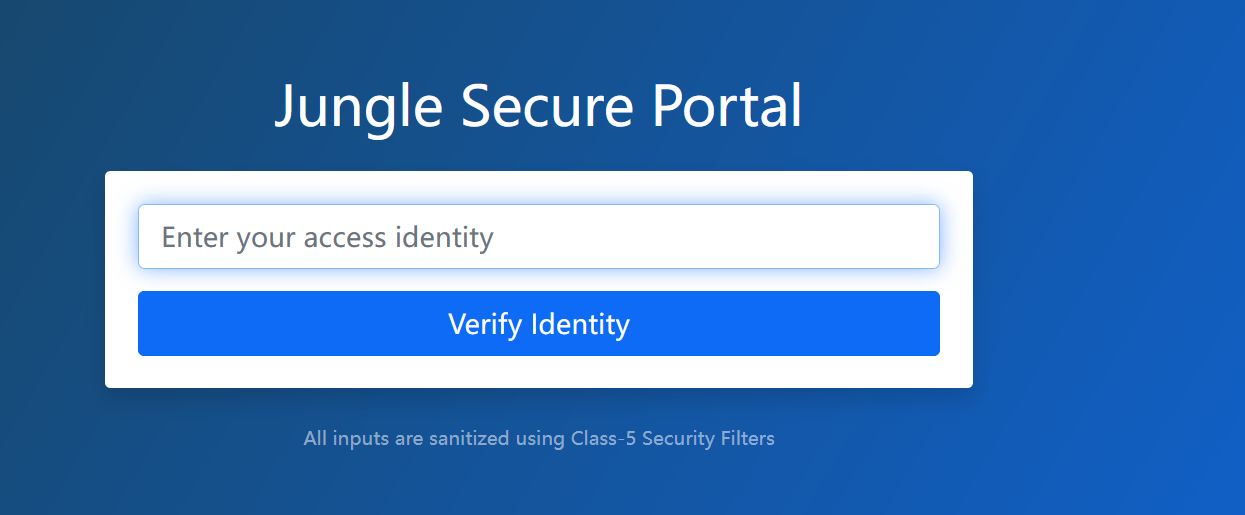 Jungle Secure Portal
Enter your access identity
Verify Identity
All inputs are sanitized using Class-5 Security Filters